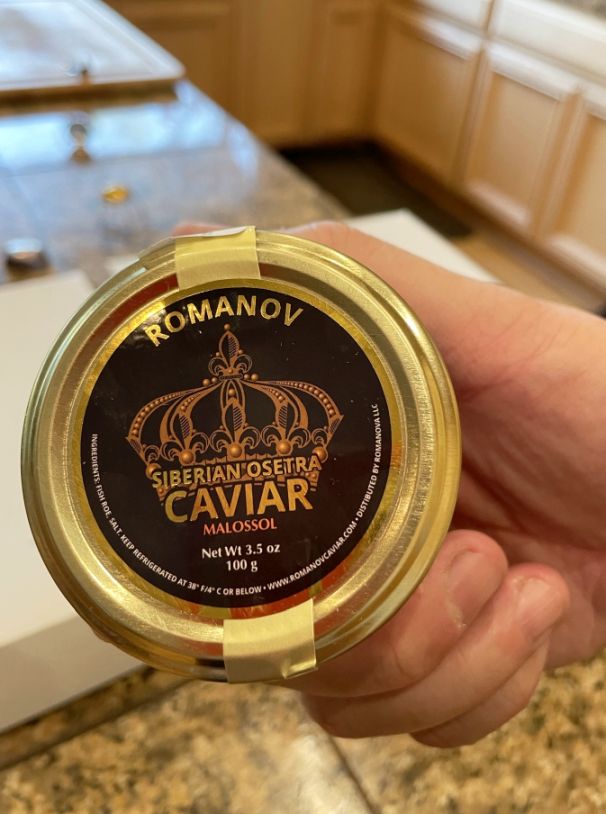 ROMANOV
SIBERIAN OSETRA
CAVIAR
MALOSSOL
Net Wt 3.5 oz
100 g
INGREDIENTS: FISH ROE, SALT. KEEP REFRIGERATED AT 38° F/4° C OR BELOW • WWW.ROMANOVCAVIAR.COM • DISTIBUTED BY ROMANOVA LLC